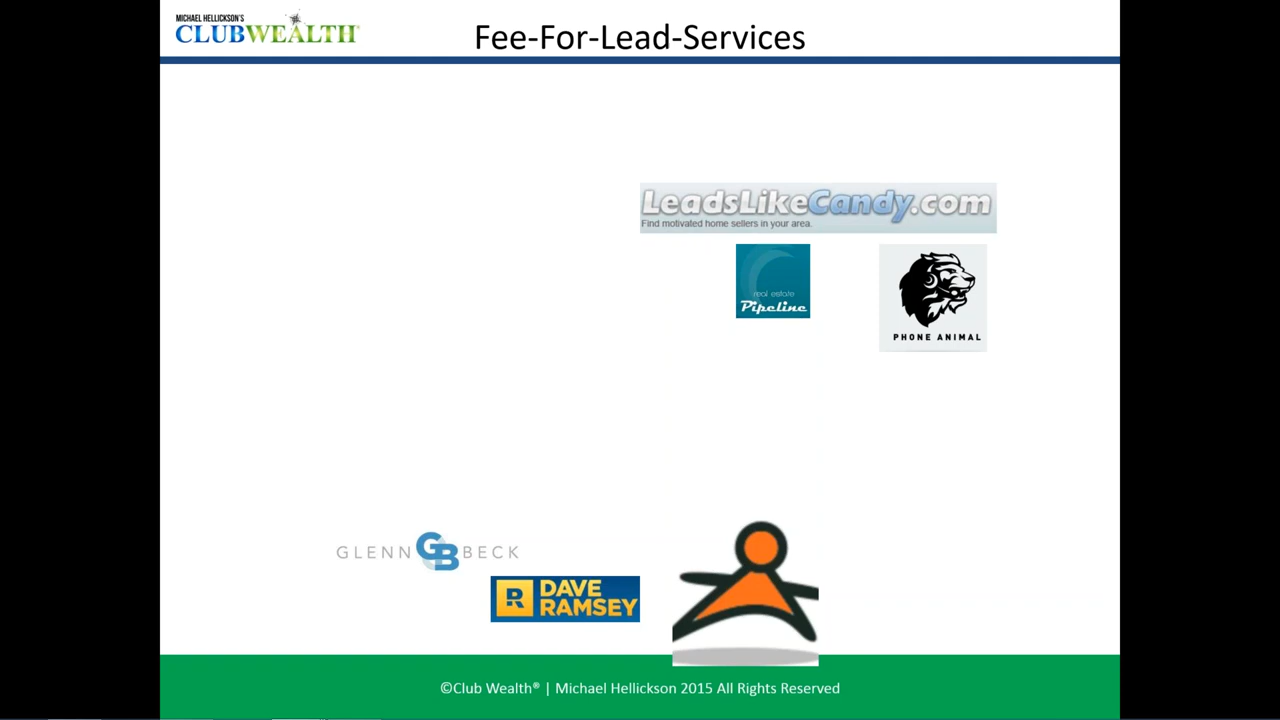 MICHAEL HELLICKSON'S
CLUBWEALTH®
Fee-For-Lead-Services
LeadsLikeCandy.com
Find motivated home sellers in your area.
real estate
Pipeline
PHONE ANIMAL
GLENN GB BECK
R DAVE
RAMSEY
©Club Wealth® | Michael Hellickson 2015 All Rights Reserved